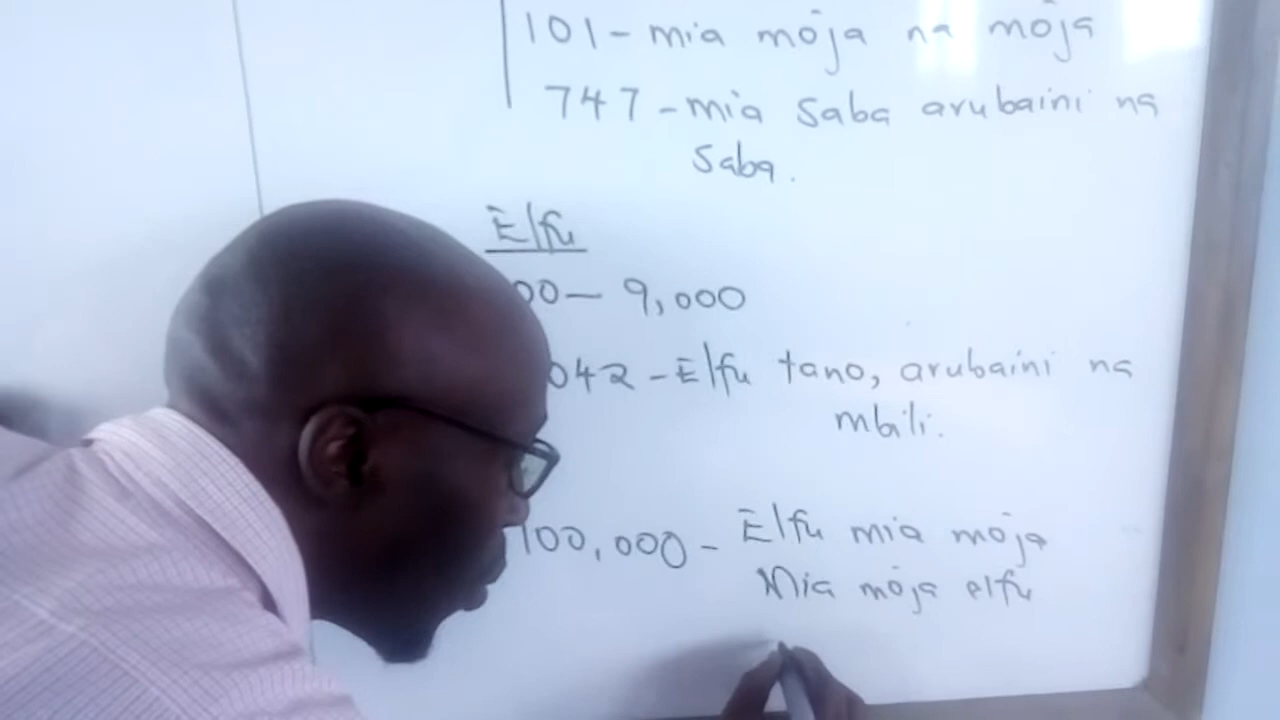 101 - mia moja na moja
747 - mia saba arubaini na
saba.
Elfu
00 - 9,000
042 - Elfu tano, arubaini na
mbili.
100,000 - Elfu mia moja
Mia moja elfu